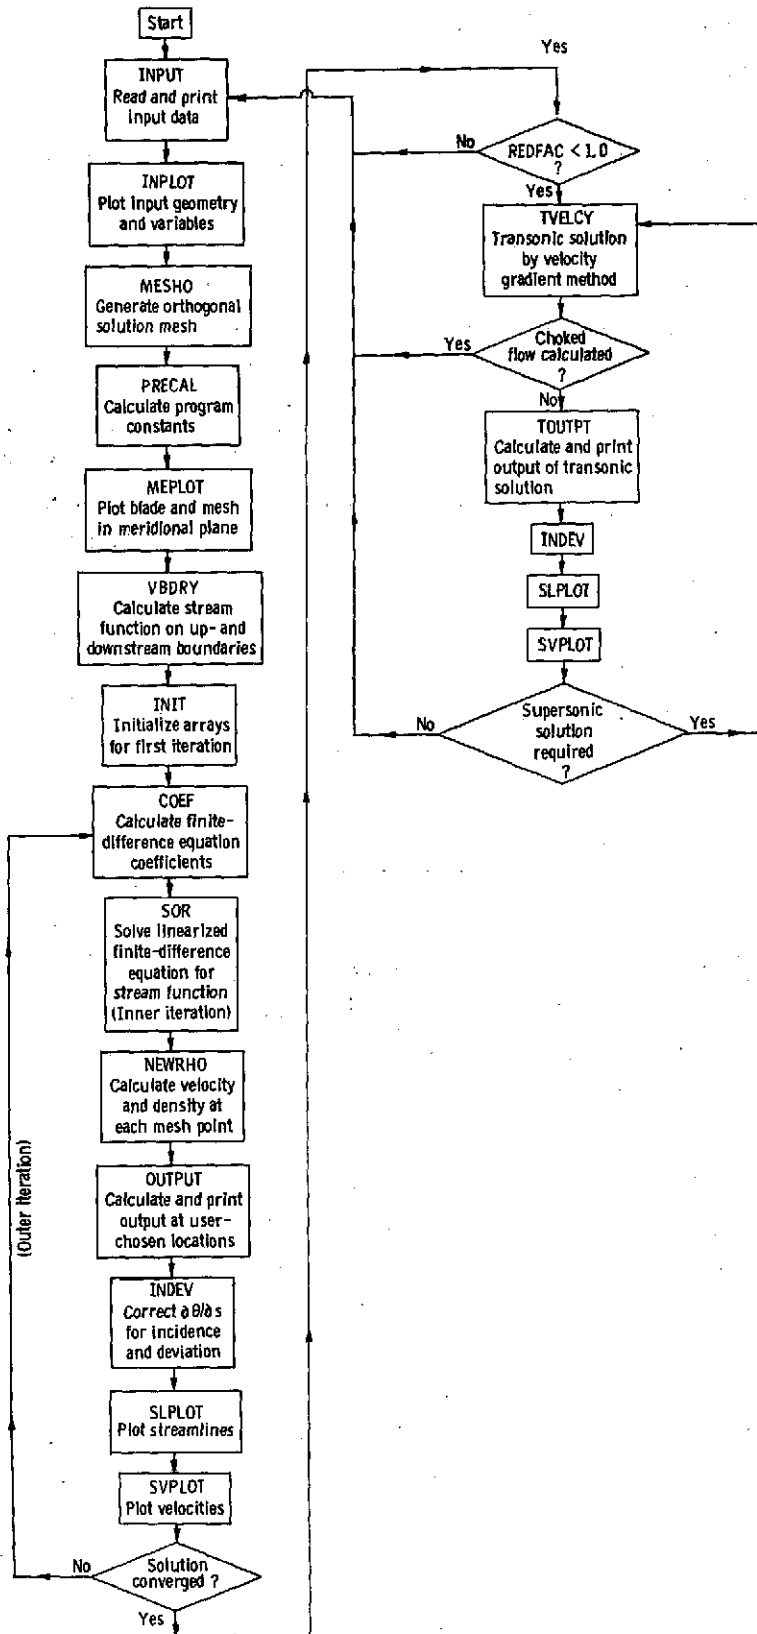 Start
INPUT
Read and print
input data
INPLOT
Plot input geometry
and variables
MESHO
Generate orthogonal
solution mesh
PRECAL
Calculate program
constants
MEPLOT
Plot blade and mesh
in meridional plane
VBDRY
Calculate stream
function on up- and
downstream boundaries
INIT
Initialize arrays
for first iteration
COEF
Calculate finite-
difference equation
coefficients
SOR
Solve linearized
finite-difference
equation for
stream function
(Inner iteration)
NEWRHO
Calculate velocity
and density at
each mesh point
OUTPUT
Calculate and print
output at user-
chosen locations
INDEV
Correct ∂θ/∂s
for incidence
and deviation
SLPLOT
Plot streamlines
SVPLOT
Plot velocities
Solution
converged ?
No
Yes
(Outer iteration)
Yes
REDFAC < 1.0
?
No
Yes
TVELCY
Transonic solution
by velocity
gradient method
Choked
flow calculated
?
Yes
No
TOUTPT
Calculate and print
output of transonic
solution
INDEV
SLPLOT
SVPLOT
Supersonic
solution
required
?
No
Yes